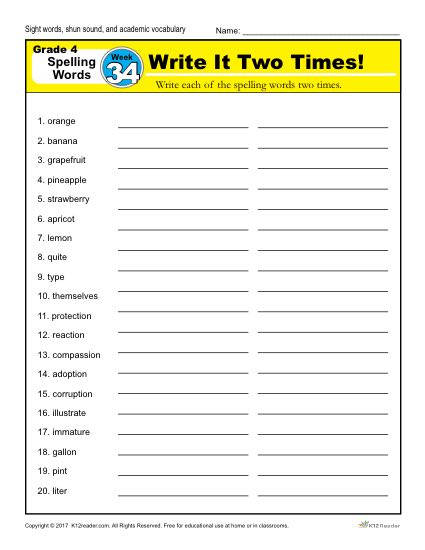 Sight words, shun sound, and academic vocabulary Name:
Grade 4
Spelling
Words
Week
34
Write It Two Times!
Write each of the spelling words two times.
1. orange
2. banana
3. grapefruit
4. pineapple
5. strawberry
6. apricot
7. lemon
8. quite
9. type
10. themselves
11. protection
12. reaction
13. compassion
14. adoption
15. corruption
16. illustrate
17. immature
18. gallon
19. pint
20. liter
Copyright © 2017 K12reader.com. All Rights Reserved. Free for educational use at home or in classrooms. K12Reader